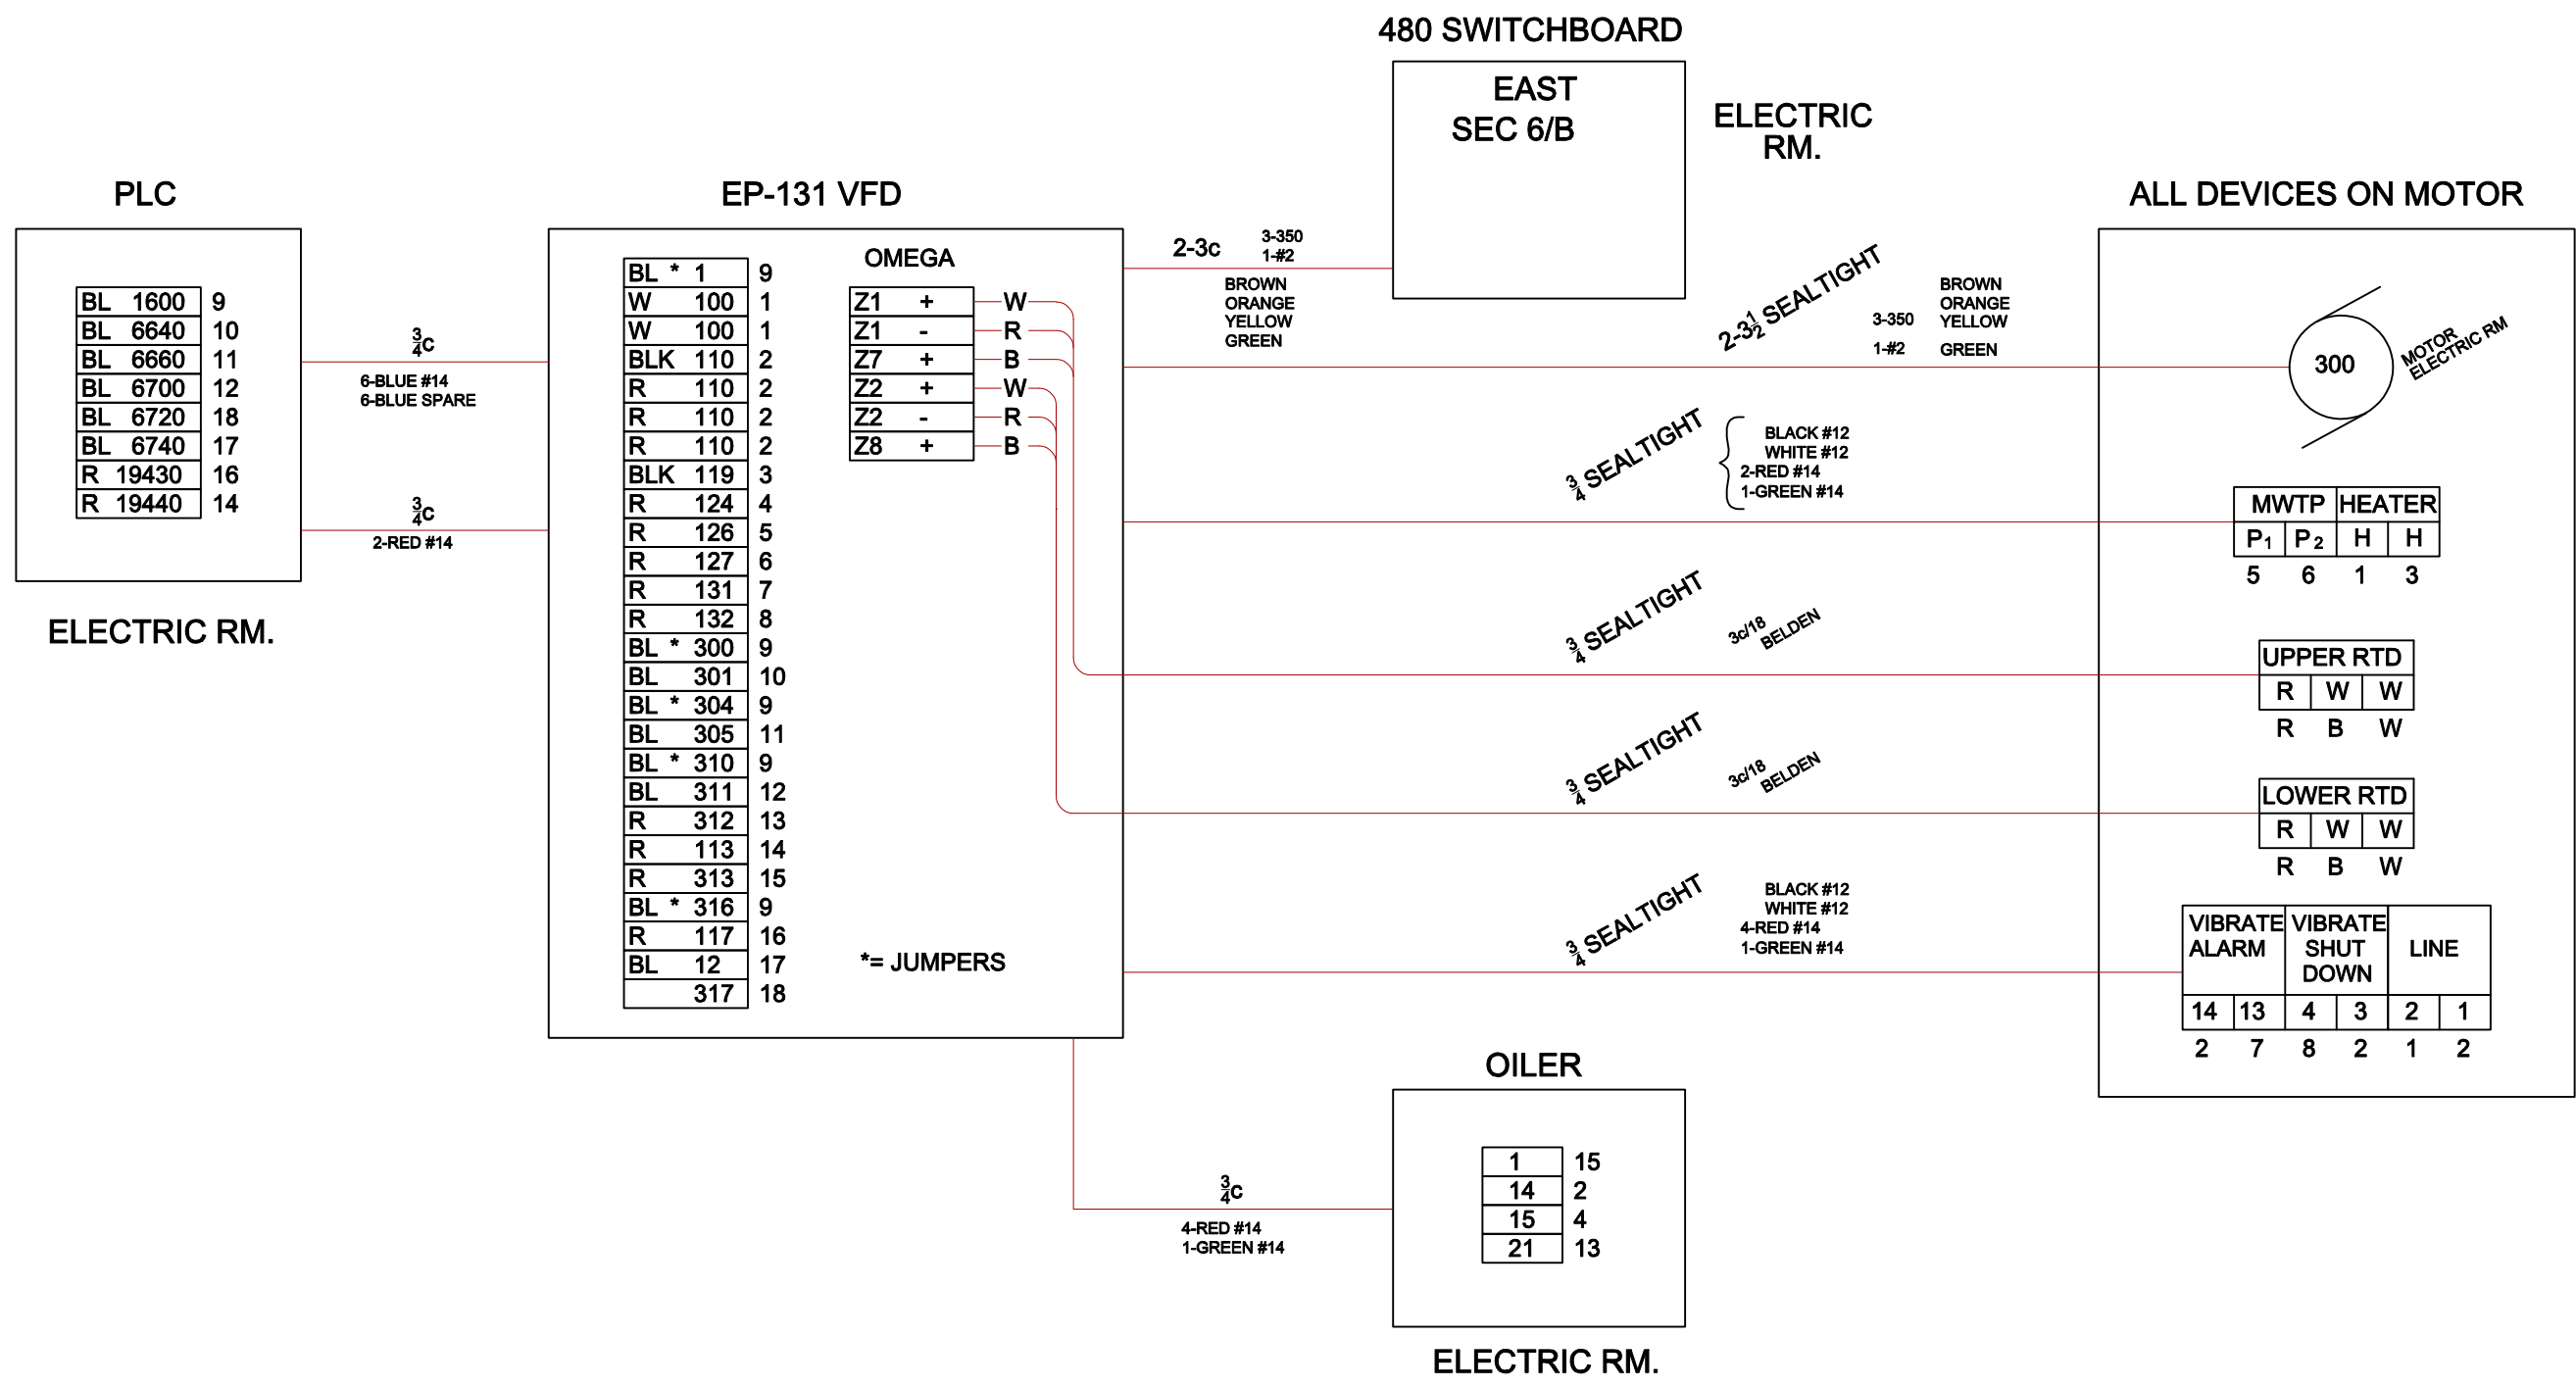 480 SWITCHBOARD
EAST
SEC 6/B
ELECTRIC
RM.
PLC
BL 1600 9
BL 6640 10
BL 6660 11
BL 6700 12
BL 6720 18
BL 6740 17
R 19430 16
R 19440 14
ELECTRIC RM.
3/4C
6-BLUE #14
6-BLUE SPARE
3/4C
2-RED #14
EP-131 VFD
BL * 1 9
W 100 1
W 100 1
BLK 110 2
R 110 2
R 110 2
R 110 2
BLK 119 3
R 124 4
R 126 5
R 127 6
R 131 7
R 132 8
BL * 300 9
BL 301 10
BL * 304 9
BL 305 11
BL * 310 9
BL 311 12
R 312 13
R 113 14
R 313 15
BL * 316 9
R 117 16
BL 12 17
317 18
OMEGA
Z1 + W
Z1 - R
Z7 + B
Z2 + W
Z2 - R
Z8 + B
*= JUMPERS
2-3c
3-350
1-#2
BROWN
ORANGE
YELLOW
GREEN
2-3 1/2 SEALTIGHT
3-350
1-#2
BROWN
ORANGE
YELLOW
GREEN
3/4 SEALTIGHT
BLACK #12
WHITE #12
2-RED #14
1-GREEN #14
3/4 SEALTIGHT
3c/18
BELDEN
3/4 SEALTIGHT
3c/18
BELDEN
3/4 SEALTIGHT
BLACK #12
WHITE #12
4-RED #14
1-GREEN #14
ALL DEVICES ON MOTOR
300
MOTOR
ELECTRIC RM
MWTP HEATER
P1 P2 H H
5 6 1 3
UPPER RTD
R W W
R B W
LOWER RTD
R W W
R B W
VIBRATE
ALARM
VIBRATE
SHUT
DOWN
LINE
14 13 4 3 2 1
2 7 8 2 1 2
3/4C
4-RED #14
1-GREEN #14
OILER
1 15
14 2
15 4
21 13
ELECTRIC RM.